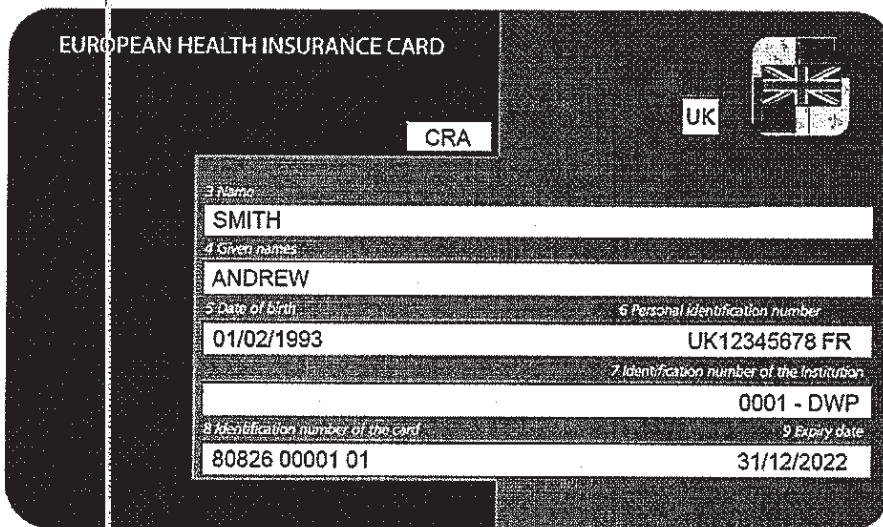 EUROPEAN HEALTH INSURANCE CARD
UK
CRA
3 Name
SMITH
4 Given names
ANDREW
5 Date of birth 6 Personal identification number
01/02/1993 UK12345678 FR
7 Identification number of the Institution
0001 - DWP
8 Identification number of the card 9 Expiry date
80826 00001 01 31/12/2022